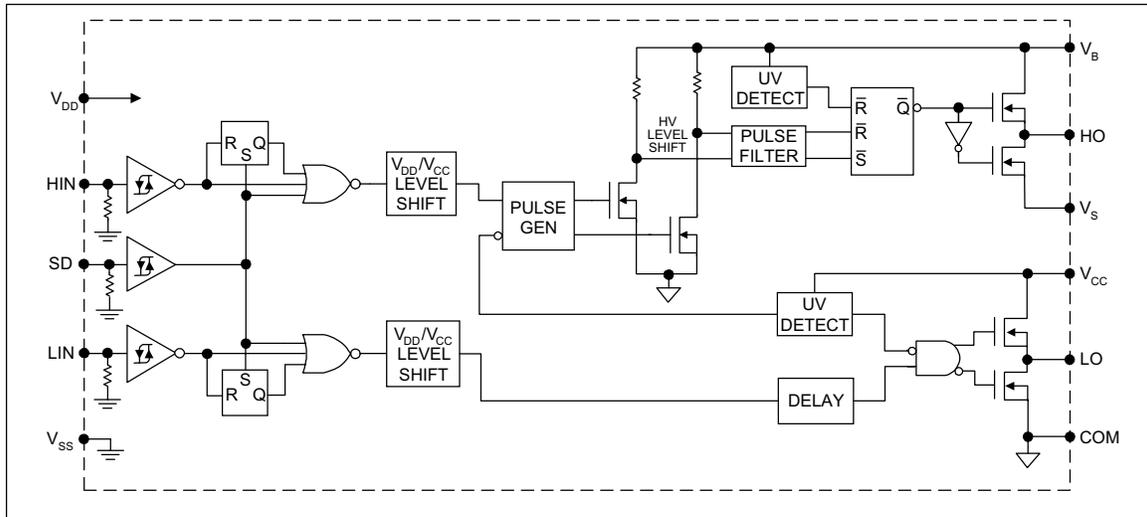 V_DD
HIN
SD
LIN
V_SS
R Q
S
V_DD/V_CC
LEVEL
SHIFT
PULSE
GEN
HV
LEVEL
SHIFT
UV
DETECT
PULSE
FILTER
R̅ Q̅
R̅
S̅
V_B
HO
V_S
S
R Q
V_DD/V_CC
LEVEL
SHIFT
UV
DETECT
DELAY
V_CC
LO
COM